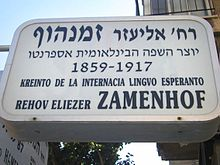 רח' אליעזר זמנהוף
יוצר השפה הבינלאומית אספרנטו
1859-1917
KREINTO DE LA INTERNACIA LINGVO ESPERANTO
REHOV ELIEZER ZAMENHOF